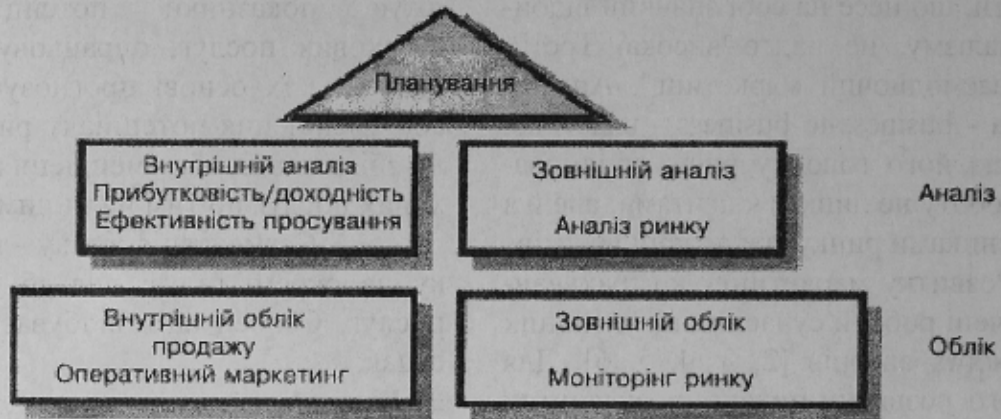 Планування
Внутрішній аналіз
Прибутковість/доходність
Ефективність просування
Зовнішній аналіз
Аналіз ринку
Аналіз
Внутрішній облік
продажу
Оперативний маркетинг
Зовнішній облік
Моніторінг ринку
Облік